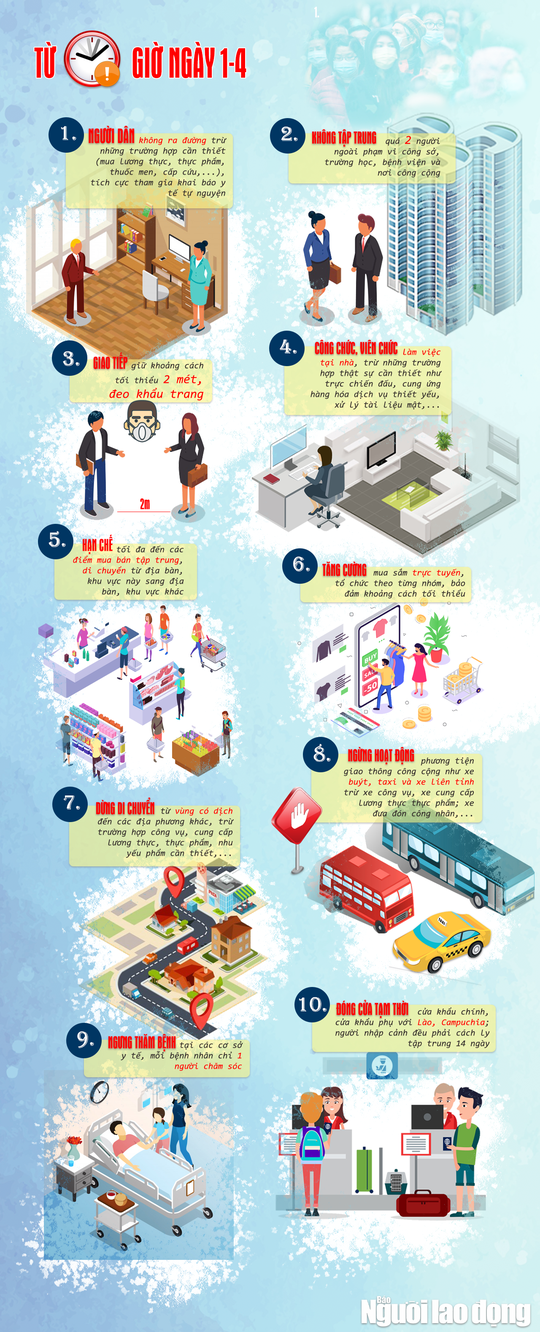 TỪ GIỜ NGÀY 1-4
1. NGƯỜI DÂN không ra đường trừ
những trường hợp cần thiết
(mua lương thực, thực phẩm,
thuốc men, cấp cứu,...),
tích cực tham gia khai báo y
tế tự nguyện
2. KHÔNG TẬP TRUNG quá 2 người
ngoài phạm vi công sở,
trường học, bệnh viện và
nơi công cộng
3. GIAO TIẾP giữ khoảng cách
tối thiểu 2 mét,
đeo khẩu trang
2m
4. CÔNG CHỨC, VIÊN CHỨC làm việc
tại nhà, trừ những trường
hợp thật sự cần thiết như
trực chiến đấu, cung ứng
hàng hóa dịch vụ thiết yếu,
xử lý tài liệu mật,...
5. HẠN CHẾ tối đa đến các
điểm mua bán tập trung,
di chuyển từ địa bàn,
khu vực này sang địa
bàn, khu vực khác
6. TĂNG CƯỜNG mua sắm trực tuyến,
tổ chức theo từng nhóm, bảo
đảm khoảng cách tối thiểu
BUY
SALE
-50
7. DỪNG DI CHUYỂN từ vùng có dịch
đến các địa phương khác, trừ
trường hợp công vụ, cung cấp
lương thực, thực phẩm, nhu
yếu phẩm cần thiết,...
8. NGỪNG HOẠT ĐỘNG phương tiện
giao thông công cộng như xe
buýt, taxi và xe liên tỉnh
trừ xe công vụ, xe cung cấp
lương thực thực phẩm; xe
đưa đón công nhân,...
TAXI
9. NGƯNG THĂM BỆNH tại các cơ sở
y tế, mỗi bệnh nhân chỉ 1
người chăm sóc
10. ĐÓNG CỬA TẠM THỜI cửa khẩu chính,
cửa khẩu phụ với Lào, Campuchia;
người nhập cảnh đều phải cách ly
tập trung 14 ngày
Báo
Người lao động